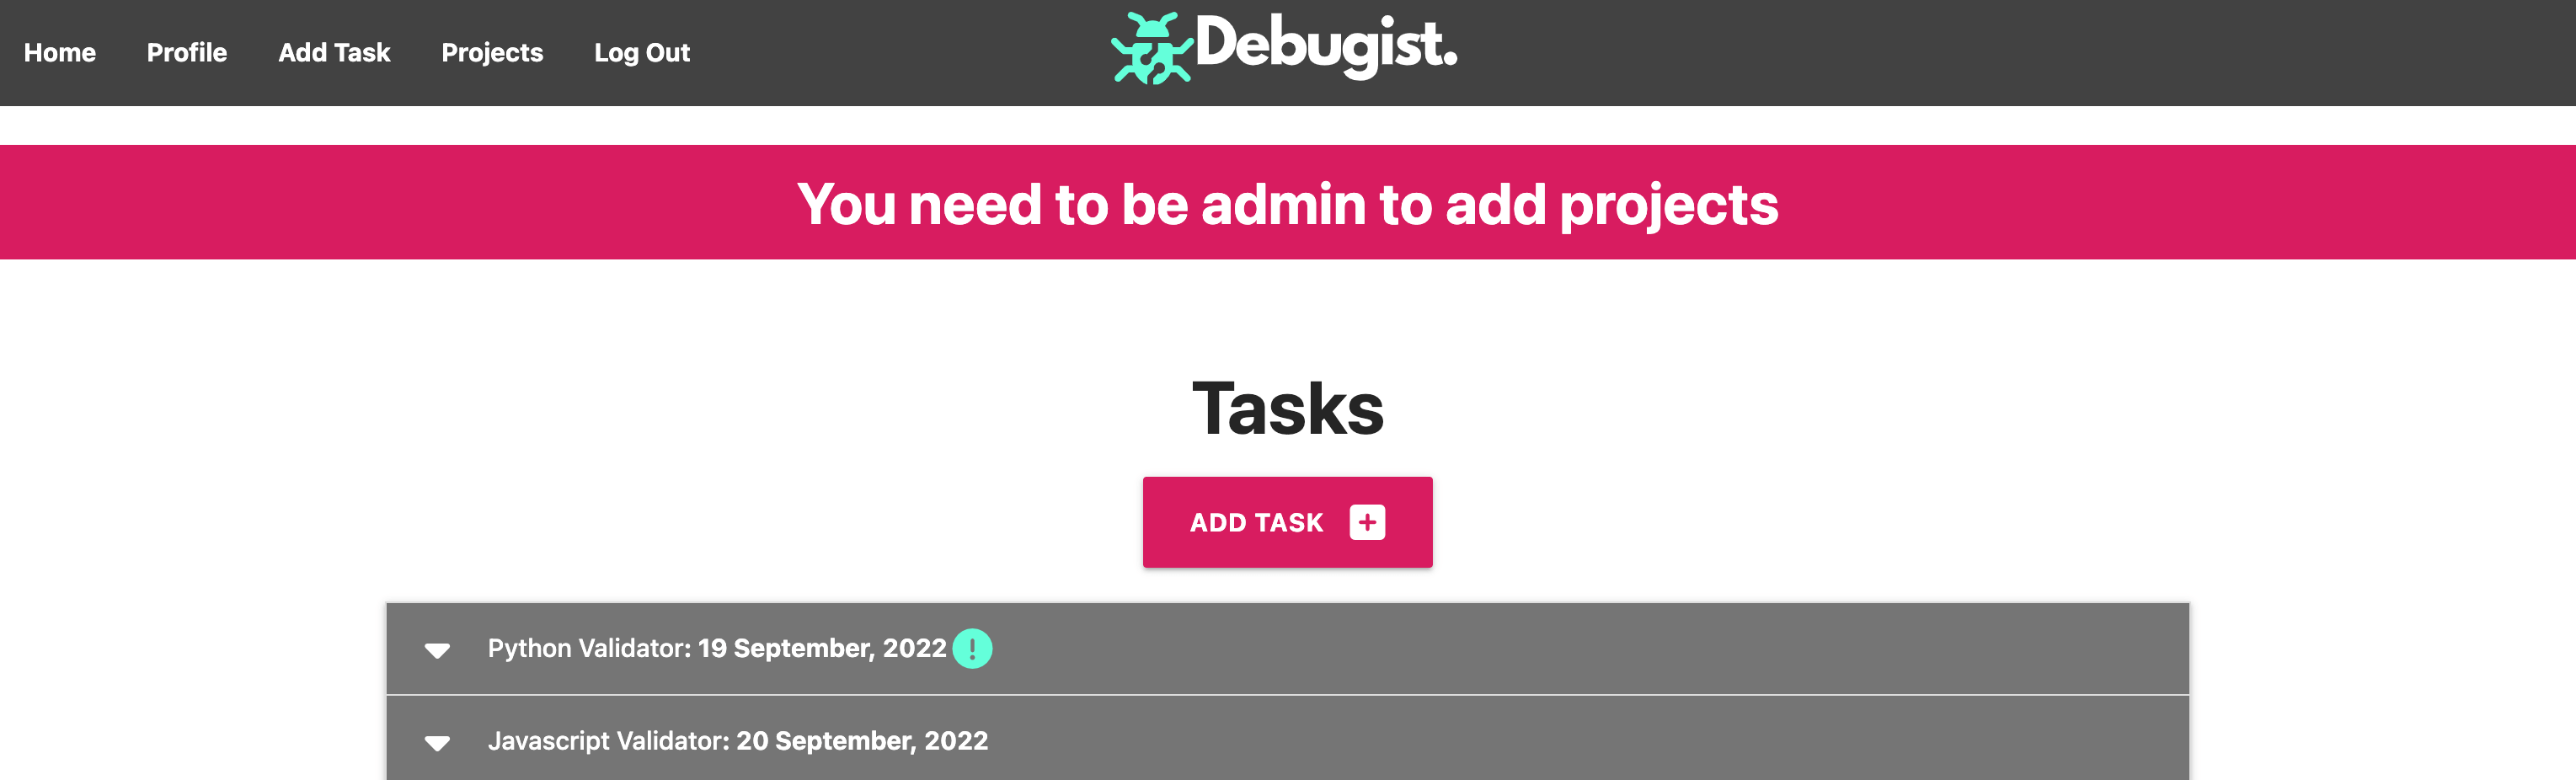 Home Profile Add Task Projects Log Out Debugist.
You need to be admin to add projects
Tasks
ADD TASK
Python Validator: 19 September, 2022
Javascript Validator: 20 September, 2022